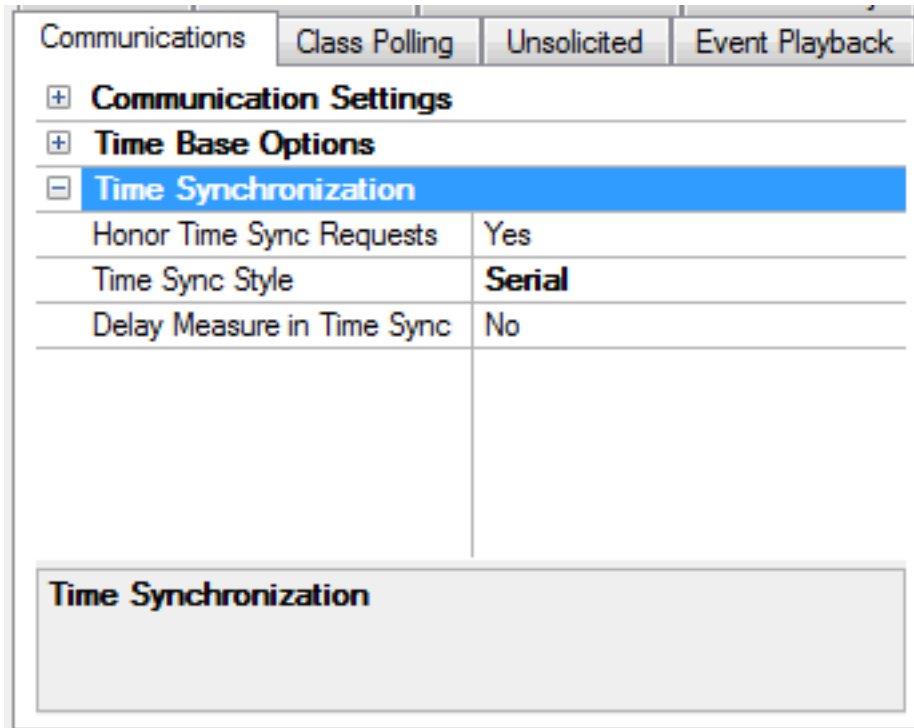 Communications Class Polling Unsolicited Event Playback
Communication Settings
Time Base Options
Time Synchronization
Honor Time Sync Requests Yes
Time Sync Style Serial
Delay Measure in Time Sync No
Time Synchronization